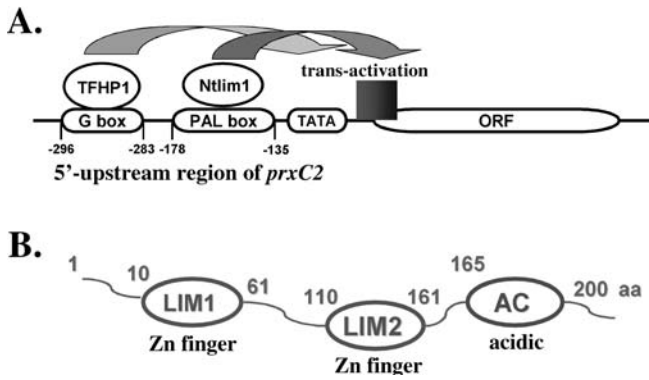 A.
trans-activation
TFHP1 Ntlim1
G box PAL box TATA ORF
-296 -283 -178 -135
5'-upstream region of prxC2
B.
1 10 61 110 161 165 200 aa
LIM1 LIM2 AC
Zn finger Zn finger acidic